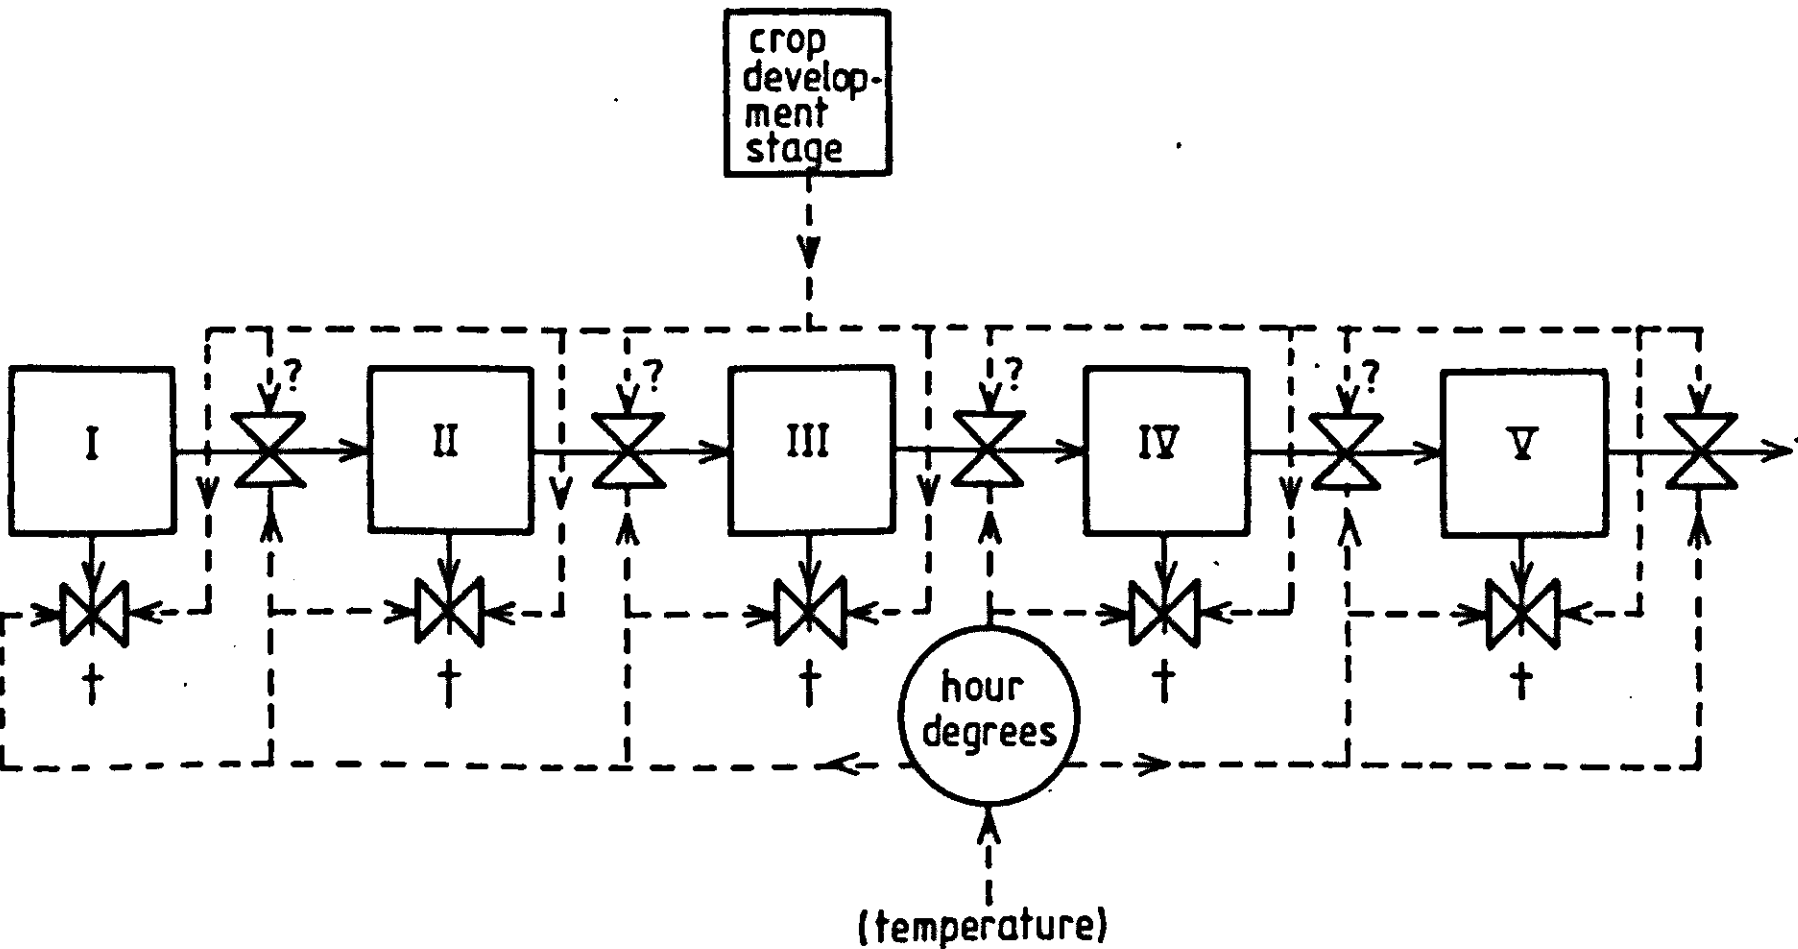 crop
develop-
ment
stage
? ? ? ?
I II III IV V
† † † † †
hour
degrees
(temperature)